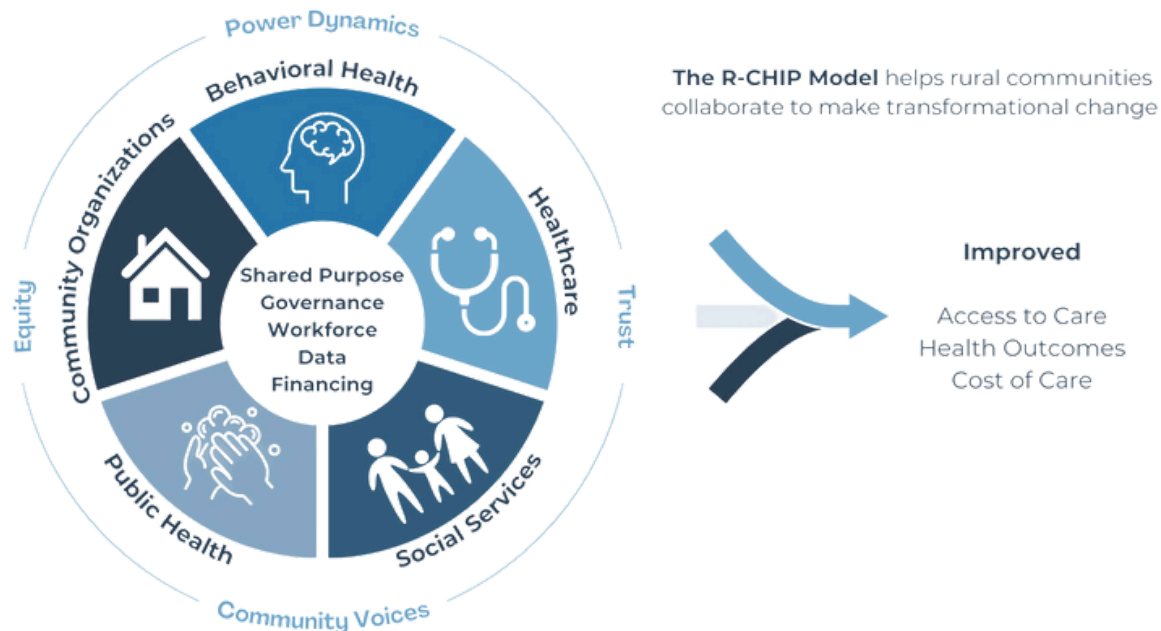 Power Dynamics
Behavioral Health
Community Organizations
Healthcare
Equity
Trust
Shared Purpose
Governance
Workforce
Data
Financing
Public Health
Social Services
Community Voices
The R-CHIP Model helps rural communities
collaborate to make transformational change
Improved
Access to Care
Health Outcomes
Cost of Care